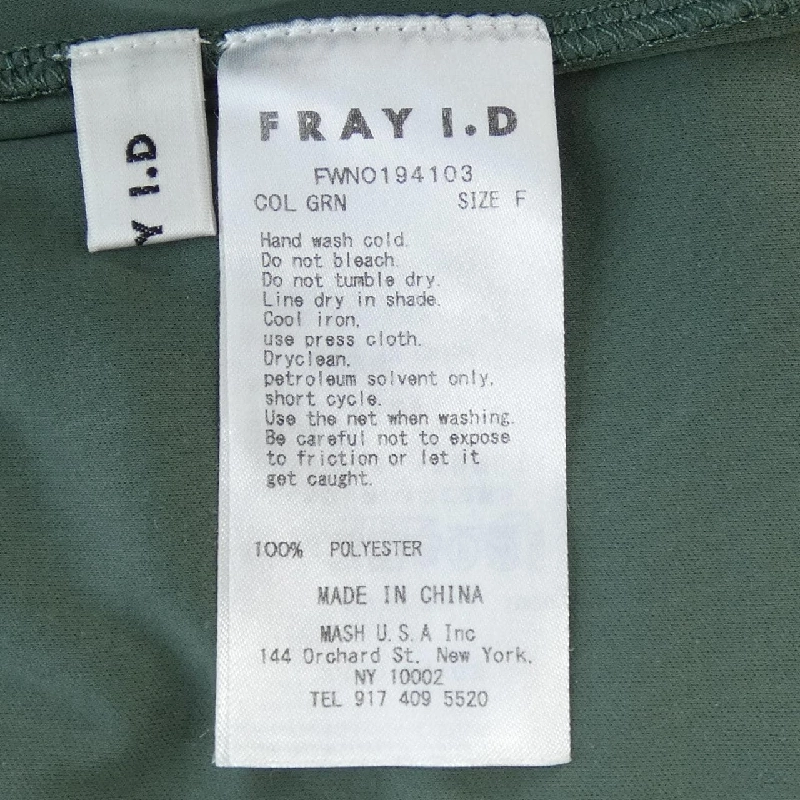 FRAY I.D
FWNO194103
COL GRN SIZE F
Hand wash cold.
Do not bleach.
Do not tumble dry.
Line dry in shade.
Cool iron,
use press cloth.
Dryclean,
petroleum solvent only,
short cycle.
Use the net when washing.
Be careful not to expose
to friction or let it
get caught.
100% POLYESTER
MADE IN CHINA
MASH U.S.A Inc
144 Orchard St. New York,
NY 10002
TEL 917 409 5520
Y I.D